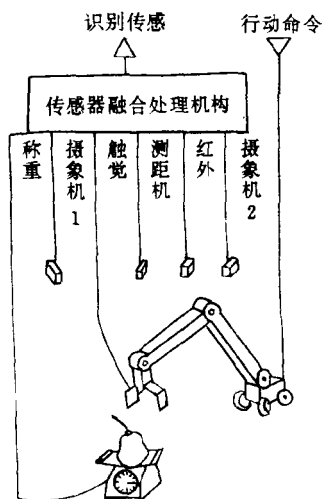 识别传感
行动命令
传感器融合处理机构
称重
摄象机1
触觉
测距机
红外
摄象机2